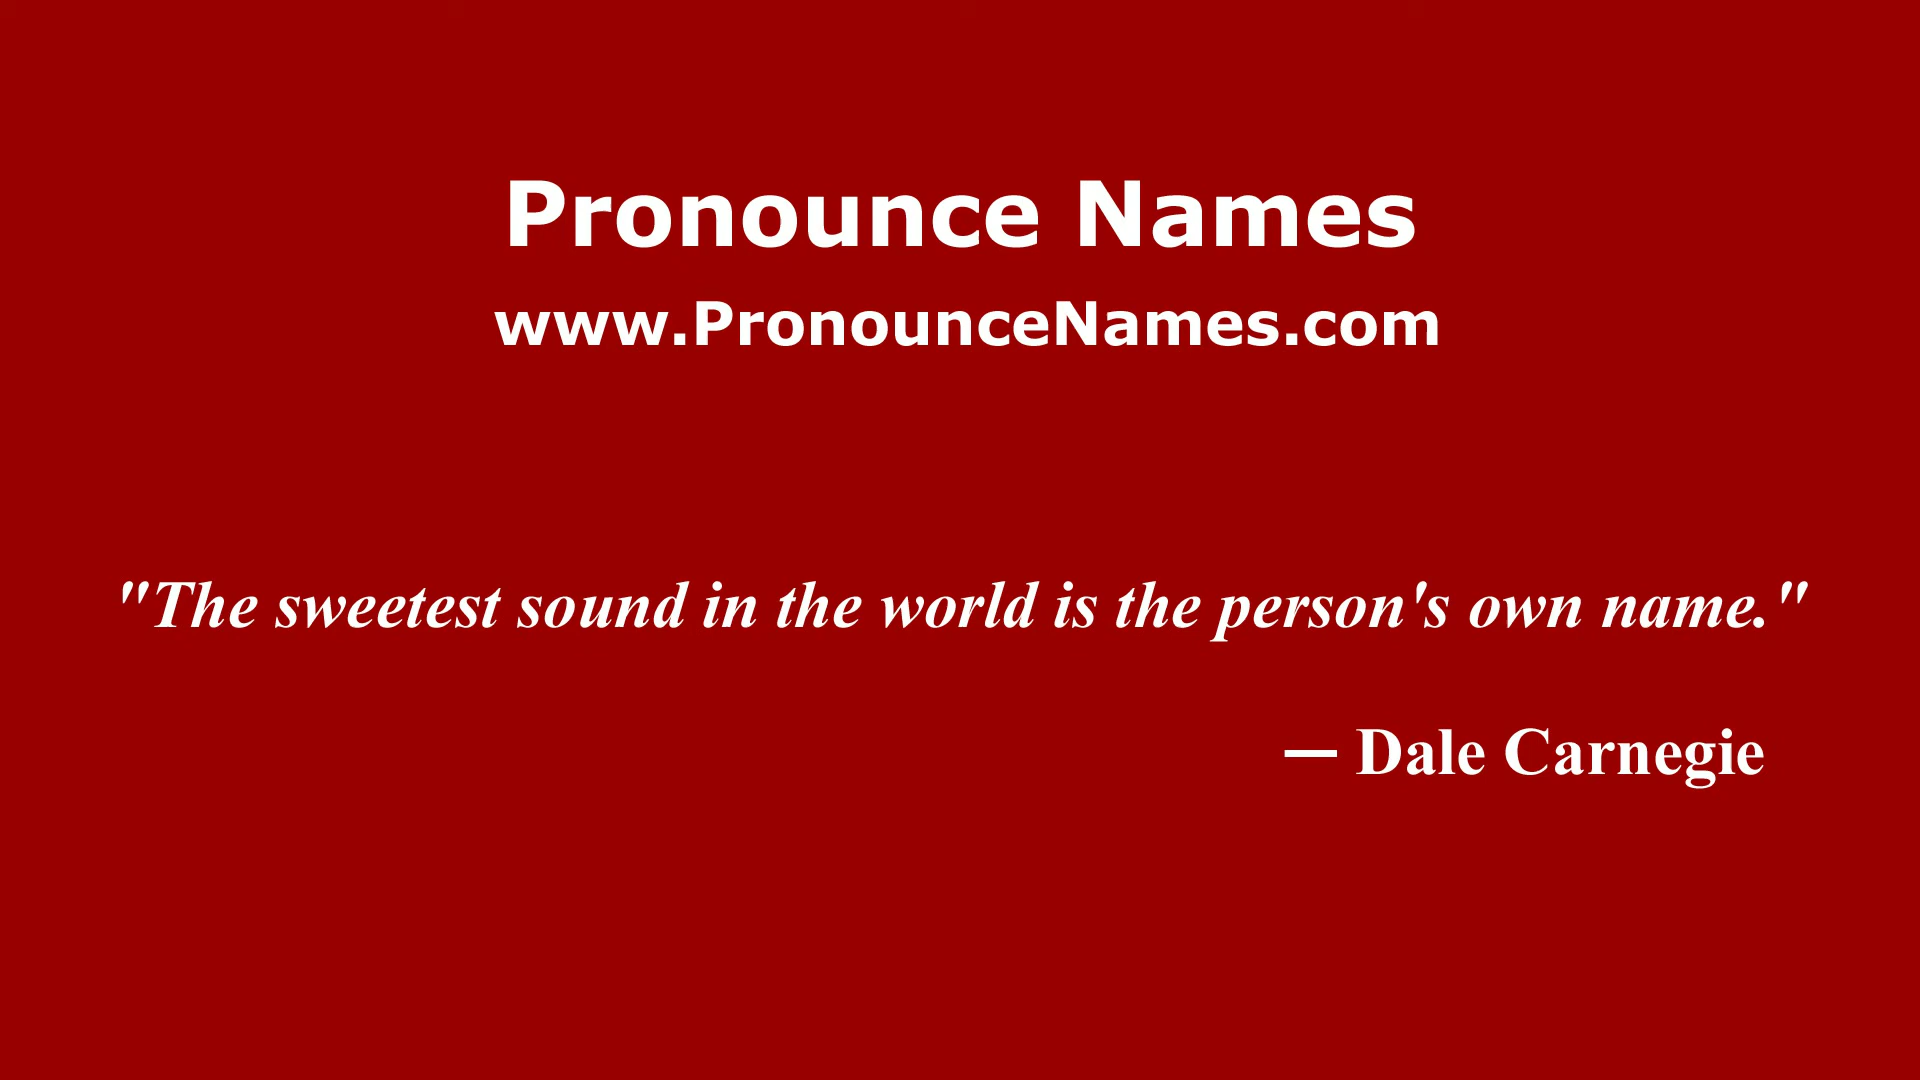 Pronounce Names
www.PronounceNames.com
"The sweetest sound in the world is the person's own name."
— Dale Carnegie